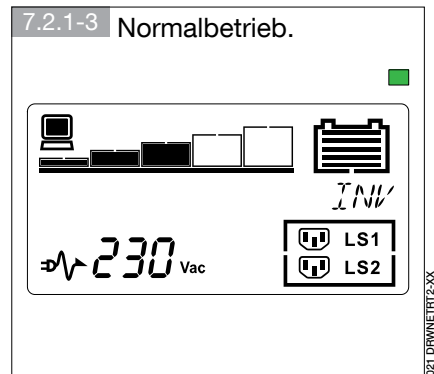 7.2.1-3 Normalbetrieb.
INV
230 Vac
LS1
LS2
021 DRWNETRT2-XX